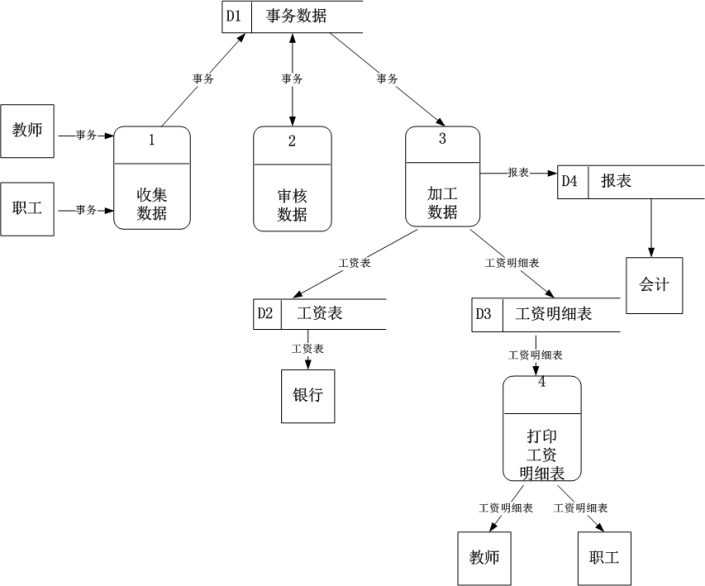 D1 事务数据
事务 事务 事务
教师 事务
1 2 3
职工 事务
收集
数据
审核
数据
加工
数据
报表
D4 报表
工资表 工资明细表
会计
D2 工资表
D3 工资明细表
工资表 工资明细表
银行
4
打印
工资
明细表
工资明细表 工资明细表
教师 职工